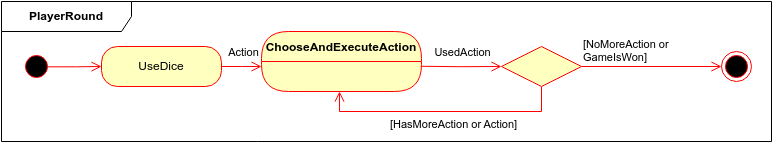 PlayerRound
UseDice
Action
ChooseAndExecuteAction
UsedAction
[NoMoreAction or
GameIsWon]
[HasMoreAction or Action]